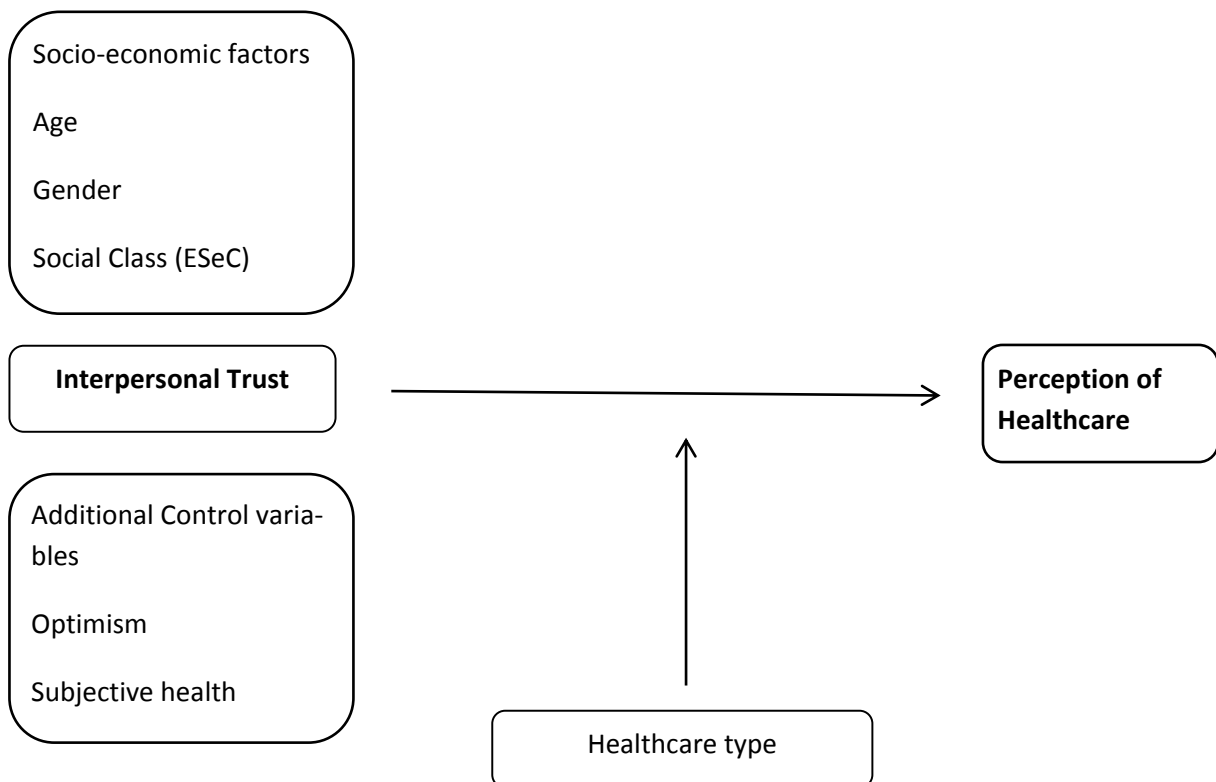 Socio-economic factors
Age
Gender
Social Class (ESeC)
Interpersonal Trust
Perception of
Healthcare
Additional Control varia-
bles
Optimism
Subjective health
Healthcare type